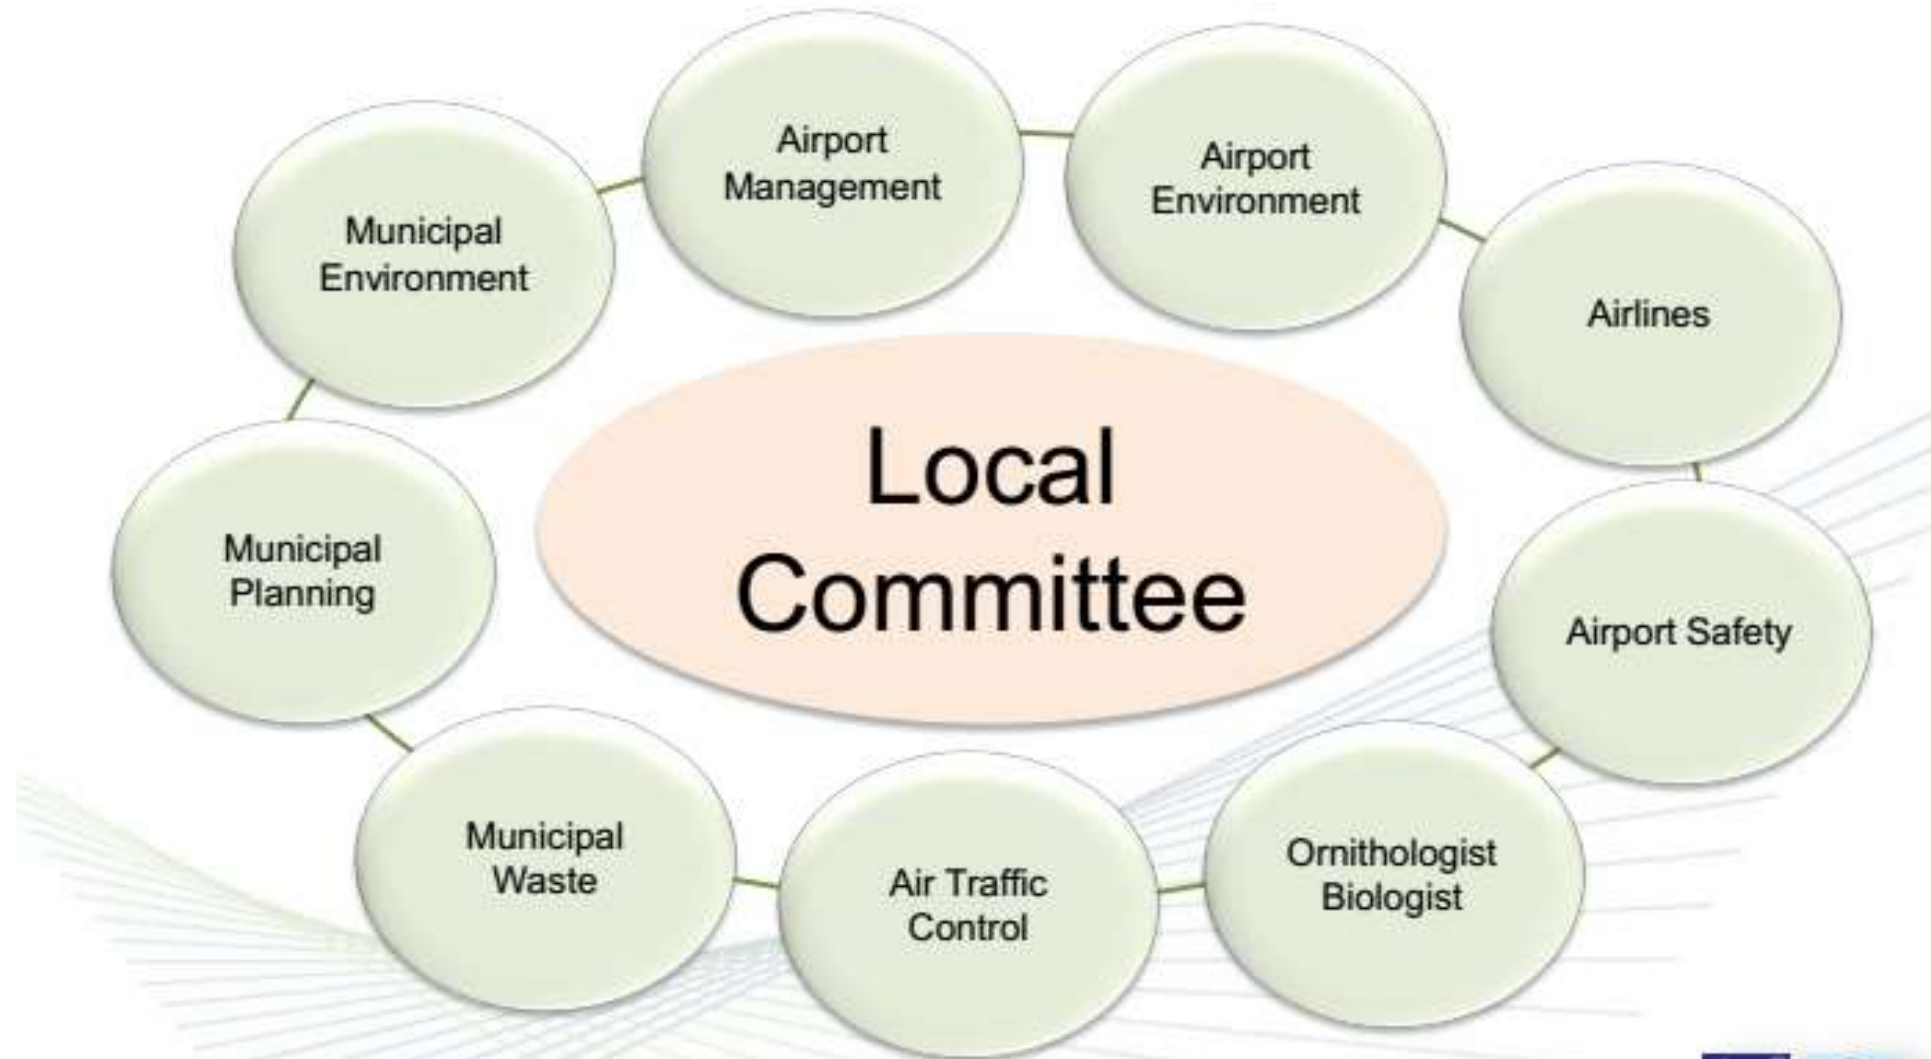 Airport
Management
Airport
Environment
Airlines
Airport Safety
Ornithologist
Biologist
Air Traffic
Control
Municipal
Waste
Municipal
Planning
Municipal
Environment
Local
Committee